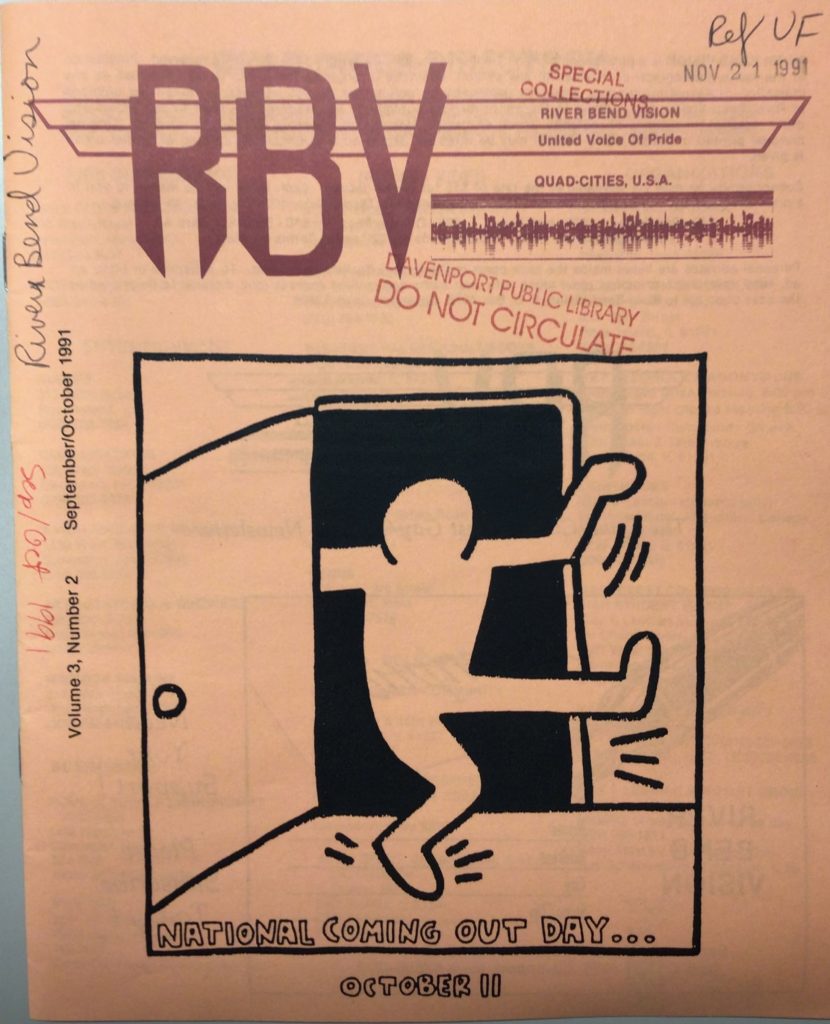 Ref UF
NOV 21 1991
RBV
SPECIAL
COLLECTIONS
RIVER BEND VISION
United Voice Of Pride
QUAD-CITIES, U.S.A.
DAVENPORT PUBLIC LIBRARY
DO NOT CIRCULATE
River Bend Vision
Sep/Oct 1991
Volume 3, Number 2 September/October 1991
NATIONAL COMING OUT DAY...
OCTOBER 11